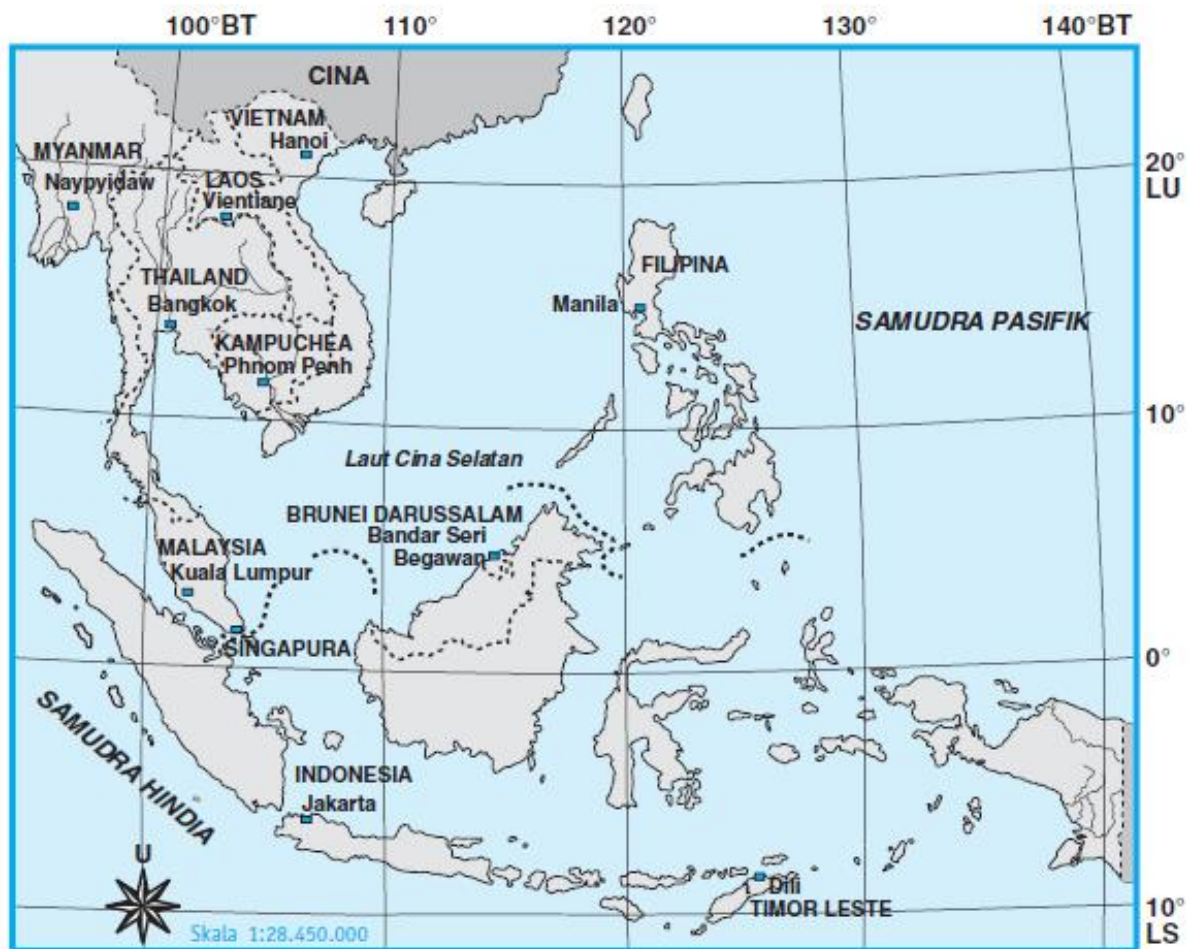 100°BT 110° 120° 130° 140°BT
CINA
VIETNAM
Hanoi
MYANMAR
Naypyidaw
LAOS
Vientiane
20°
LU
THAILAND
Bangkok
FILIPINA
Manila
SAMUDRA PASIFIK
KAMPUCHEA
Phnom Penh
10°
Laut Cina Selatan
BRUNEI DARUSSALAM
Bandar Seri
Begawan
MALAYSIA
Kuala Lumpur
SINGAPURA
0°
SAMUDRA HINDIA
INDONESIA
Jakarta
U
Dili
TIMOR LESTE
10°
LS
Skala 1:28.450.000